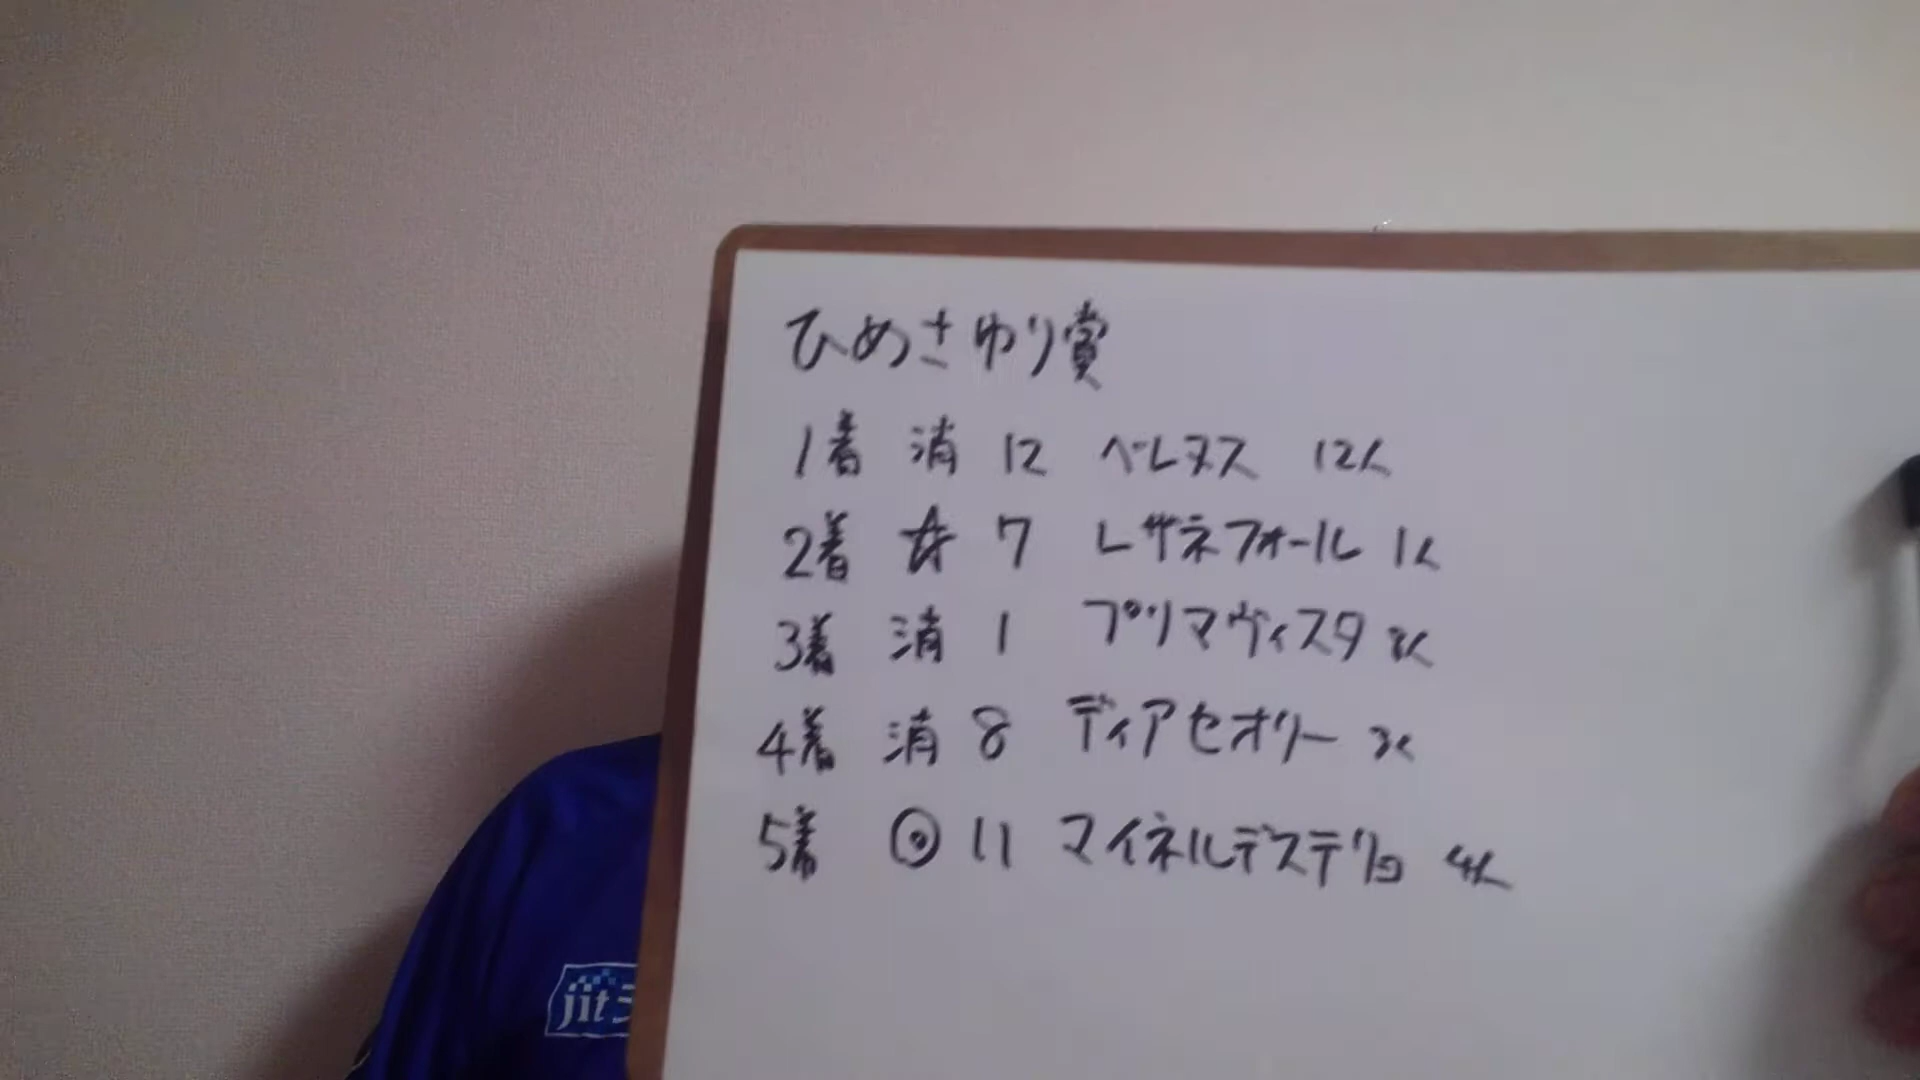 ひめさゆり賞
1着 消 12 ベレヌス 12人
2着 ☆ 7 レザネフォール 1人
3着 消 1 プリマヴィスタ 8人
4着 消 8 ディアセオリー 3人
5着 ◎ 11 マイネルデステリョ 4人
jit